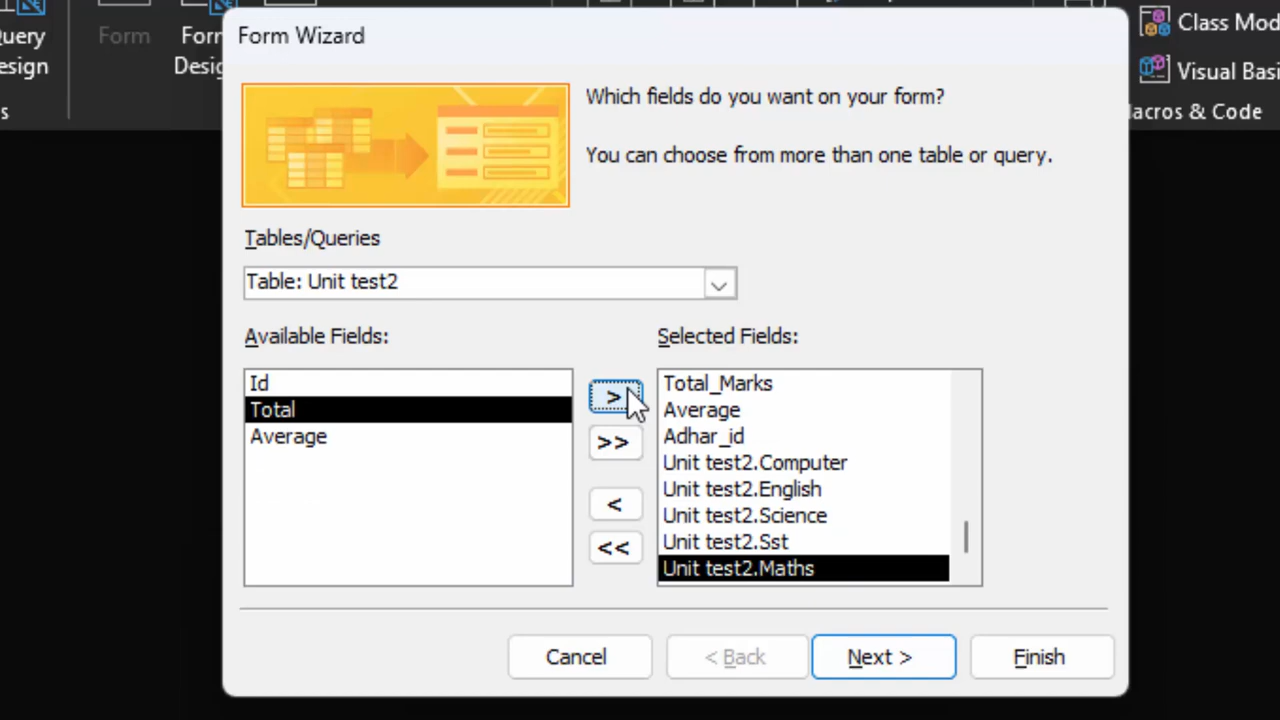 Form Wizard
uery
esign
s
Form
Form
Desig
Class Mod
Visual Basi
acros & Code
Which fields do you want on your form?
You can choose from more than one table or query.
Tables/Queries
Table: Unit test2
Available Fields:
Id
Total
Average
>
>>
<
<<
Selected Fields:
Total_Marks
Average
Adhar_id
Unit test2.Computer
Unit test2.English
Unit test2.Science
Unit test2.Sst
Unit test2.Maths
Cancel
< Back
Next >
Finish